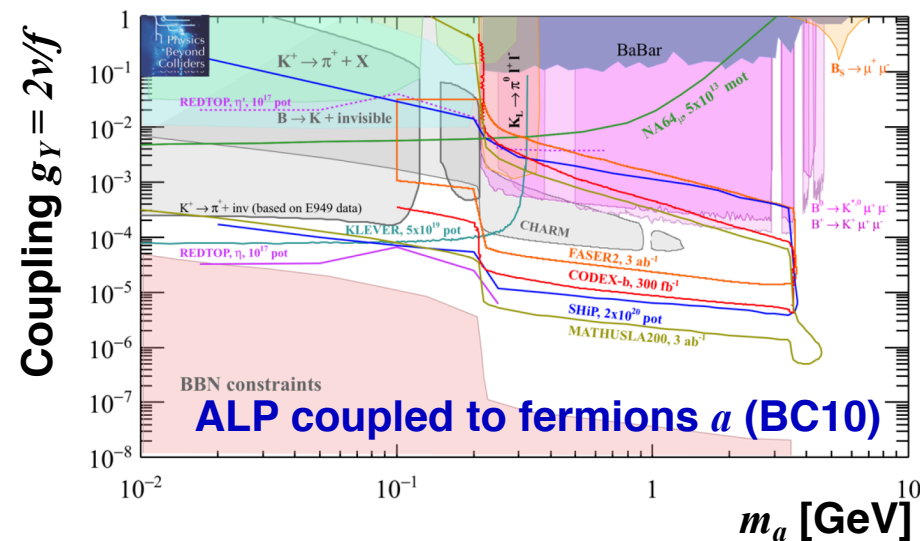 Coupling g_Y = 2v/f
1
10⁻¹
10⁻²
10⁻³
10⁻⁴
10⁻⁵
10⁻⁶
10⁻⁷
10⁻⁸
Physics
Beyond
Colliders
K⁺ → π⁺ + X
REDTOP, η', 10¹⁷ pot
B → K + invisible
K_L → π⁰ l⁺ l⁻
BaBar
NA64_μ, 5x10¹³ mot
B_S → μ⁺ μ⁻
K⁺ → π⁺ + inv (based on E949 data)
KLEVER, 5x10¹⁹ pot
REDTOP, η, 10¹⁷ pot
CHARM
B⁰ → K*,⁰ μ⁺ μ⁻
B⁺ → K⁺ μ⁺ μ⁻
FASER2, 3 ab⁻¹
CODEX-b, 300 fb⁻¹
SHiP, 2x10²⁰ pot
MATHUSLA200, 3 ab⁻¹
BBN constraints
ALP coupled to fermions a (BC10)
10⁻² 10⁻¹ 1 10
m_a [GeV]